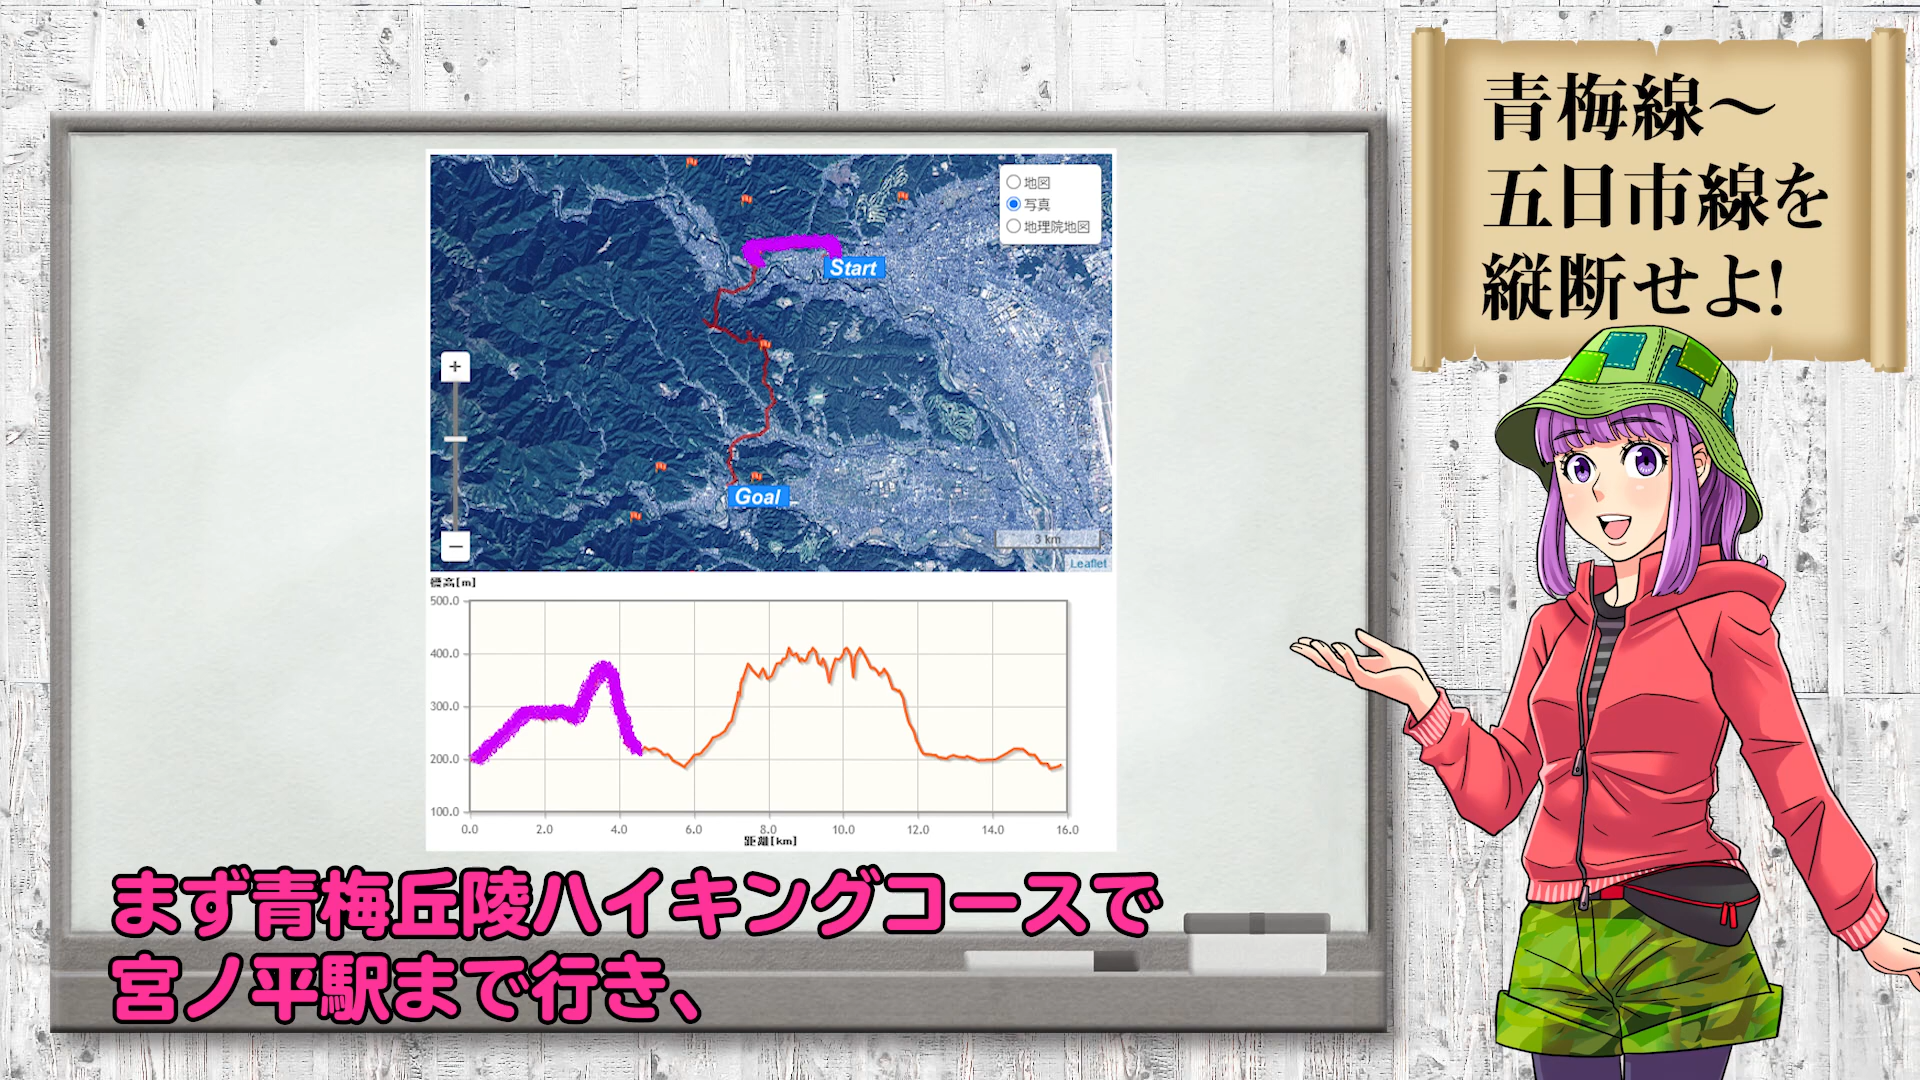 青梅線～
五日市線を
縦断せよ!
地図
写真
地理院地図
Start
Goal
+
−
3 km
Leaflet
標高[m]
500.0
400.0
300.0
200.0
100.0
0.0 2.0 4.0 6.0 8.0 10.0 12.0 14.0 16.0
距離[km]
まず青梅丘陵ハイキングコースで
宮ノ平駅まで行き、